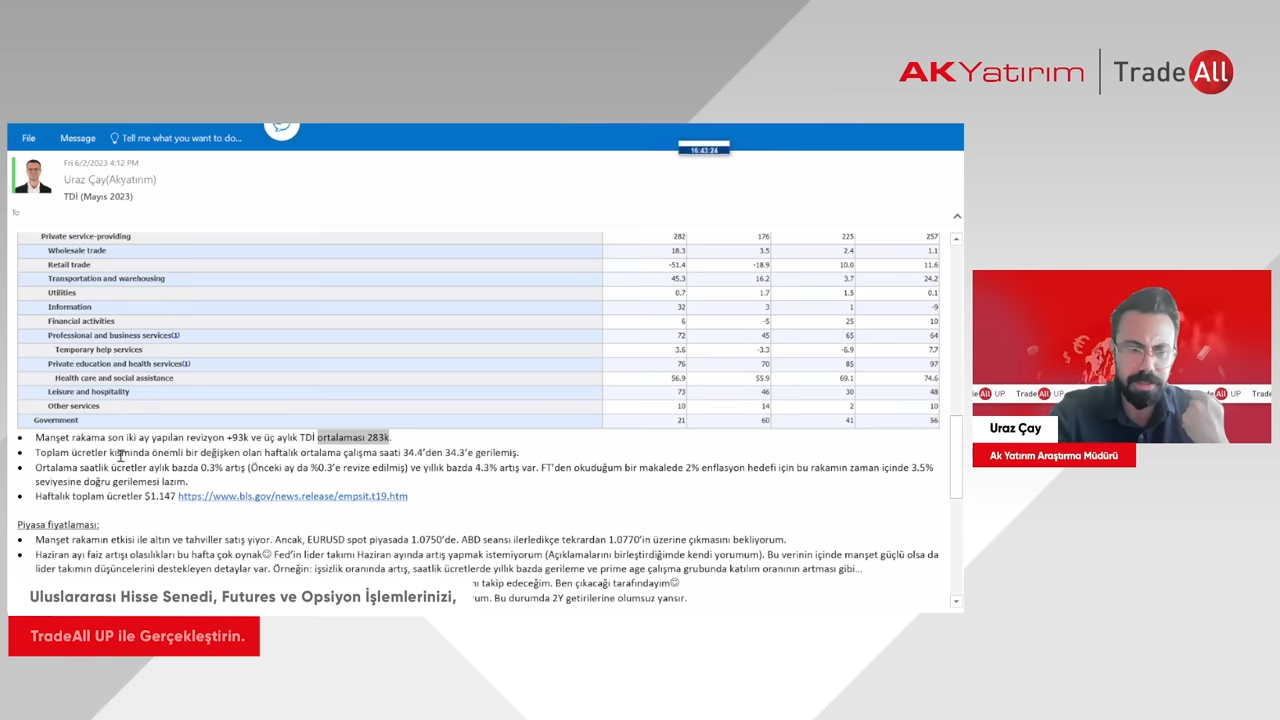 AKYatırım | TradeAll
File Message Tell me what you want to do...
16:43:24
Fri 6/2/2023 4:12 PM
Uraz Çay(Akyatırım)
TDİ (Mayıs 2023)
To
Private service-providing 282 176 225 257
Wholesale trade 18.3 3.5 2.4 1.1
Retail trade -51.4 -18.9 10.0 11.6
Transportation and warehousing 45.3 16.2 3.7 24.2
Utilities 0.7 1.7 1.5 0.1
Information 32 3 1 -9
Financial activities 6 -5 25 10
Professional and business services(1) 72 45 65 64
Temporary help services 3.6 -3.3 -6.9 7.7
Private education and health services(1) 76 70 85 97
Health care and social assistance 56.9 55.9 69.1 74.6
Leisure and hospitality 73 46 30 48
Other services 10 14 2 10
Government 21 60 41 56
• Manşet rakama son iki ay yapılan revizyon +93k ve üç aylık TDİ ortalaması 283k.
• Toplam ücretler kısmında önemli bir değişken olan haftalık ortalama çalışma saati 34.4'den 34.3'e gerilemiş.
• Ortalama saatlik ücretler aylık bazda 0.3% artış (Önceki ay da %0.3'e revize edilmiş) ve yıllık bazda 4.3% artış var. FT'den okuduğum bir makalede 2% enflasyon hedefi için bu rakamın zaman içinde 3.5%
seviyesine doğru gerilemesi lazım.
• Haftalık toplam ücretler $1.147 https://www.bls.gov/news.release/empsit.t19.htm
Piyasa fiyatlaması:
• Manşet rakamın etkisi ile altın ve tahviller satış yiyor. Ancak, EURUSD spot piyasada 1.0750'de. ABD seansı ilerledikçe tekrardan 1.0770'in üzerine çıkmasını bekliyorum.
• Haziran ayı faiz artışı olasılıkları bu hafta çok oynak☺ Fed'in lider takımı Haziran ayında artış yapmak istemiyorum (Açıklamalarını birleştirdiğimde kendi yorumum). Bu verinin içinde manşet güçlü olsa da
lider takımın düşüncelerini destekleyen detaylar var. Örneğin: işsizlik oranında artış, saatlik ücretlerde yıllık bazda gerileme ve prime age çalışma grubunda katılım oranının artması gibi...
nı takip edeceğim. Ben çıkacağı tarafındayım☺
rum. Bu durumda 2Y getirilerine olumsuz yansır.
Uluslararası Hisse Senedi, Futures ve Opsiyon İşlemlerinizi,
TradeAll UP ile Gerçekleştirin.
TradeAll UP
Uraz Çay
Ak Yatırım Araştırma Müdürü